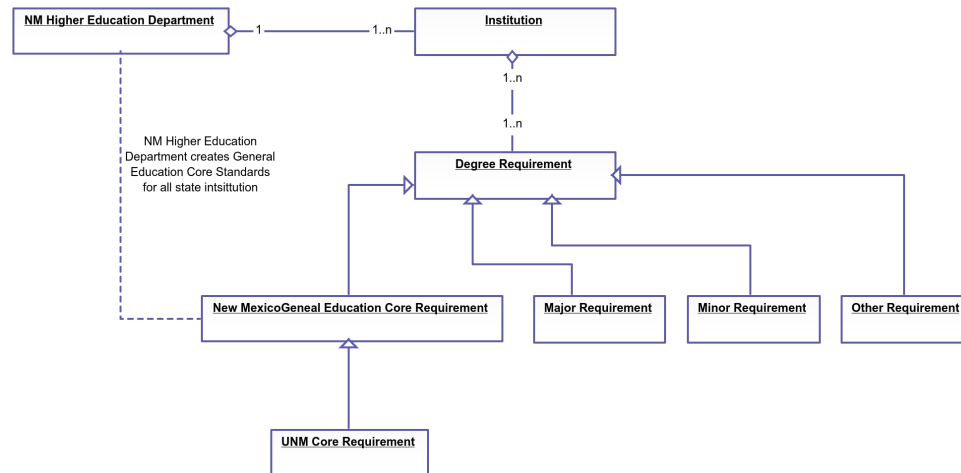 NM Higher Education Department
1
1..n
Institution
1..n
1..n
NM Higher Education
Department creates General
Education Core Standards
for all state insittution
Degree Requirement
New MexicoGeneal Education Core Requirement
Major Requirement
Minor Requirement
Other Requirement
UNM Core Requirement